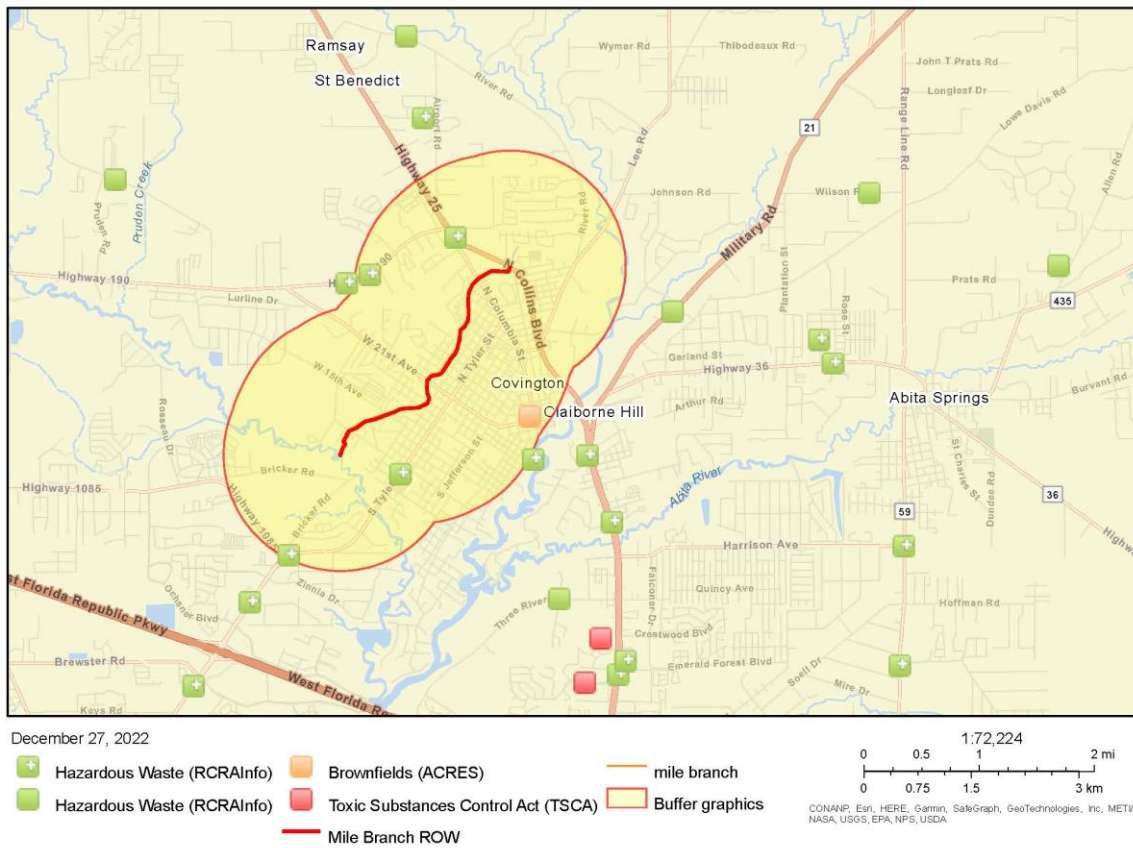 Ramsay
St Benedict
Airport Rd
River Rd
Wymer Rd
Thibodeaux Rd
John T Prats Rd
Longleaf Dr
Lowe Davis Rd
Range Line Rd
21
Lee Rd
Highway 25
Pruden Creek
Pruden Rd
Johnson Rd
Wilson R
Allen Rd
River Rd
Military Rd
Highway 190
Lurline Dr
N Collins Blvd
Plantation St
Prats Rd
435
Rose St
N Columbia St
N Tyler St
W 21st Ave
W 15th Ave
Garland St
Highway 36
Covington
Claiborne Hill
Arthur Rd
Abita Springs
Burvant Rd
Rosseau Dr
S Jefferson St
St Charles St
Bricker Rd
Highway 1085
S Tyler
Abita River
Dundee Rd
36
59
Highway 1085
Bricker Rd
Harrison Ave
Highw
Zinnia Dr
Ochsner Blvd
Falconer Dr
Quincy Ave
Hoffman Rd
st Florida Republic Pkwy
Three River
Crestwood Blvd
Emerald Forest Blvd
Brewster Rd
West Florida Re
Soell Dr
Mire Dr
Keys Rd
December 27, 2022
Hazardous Waste (RCRAInfo)
Brownfields (ACRES)
mile branch
Hazardous Waste (RCRAInfo)
Toxic Substances Control Act (TSCA)
Buffer graphics
Mile Branch ROW
1:72,224
0 0.5 1 2 mi
0 0.75 1.5 3 km
CONANP, Esri, HERE, Garmin, SafeGraph, GeoTechnologies, Inc, METI/
NASA, USGS, EPA, NPS, USDA